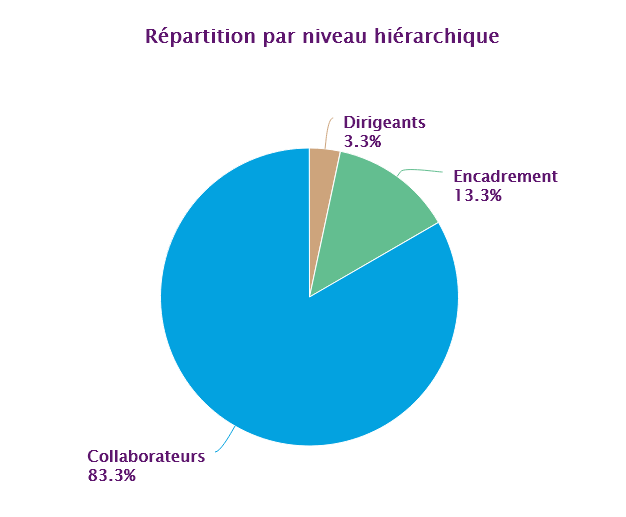 Répartition par niveau hiérarchique
Dirigeants
3.3%
Encadrement
13.3%
Collaborateurs
83.3%